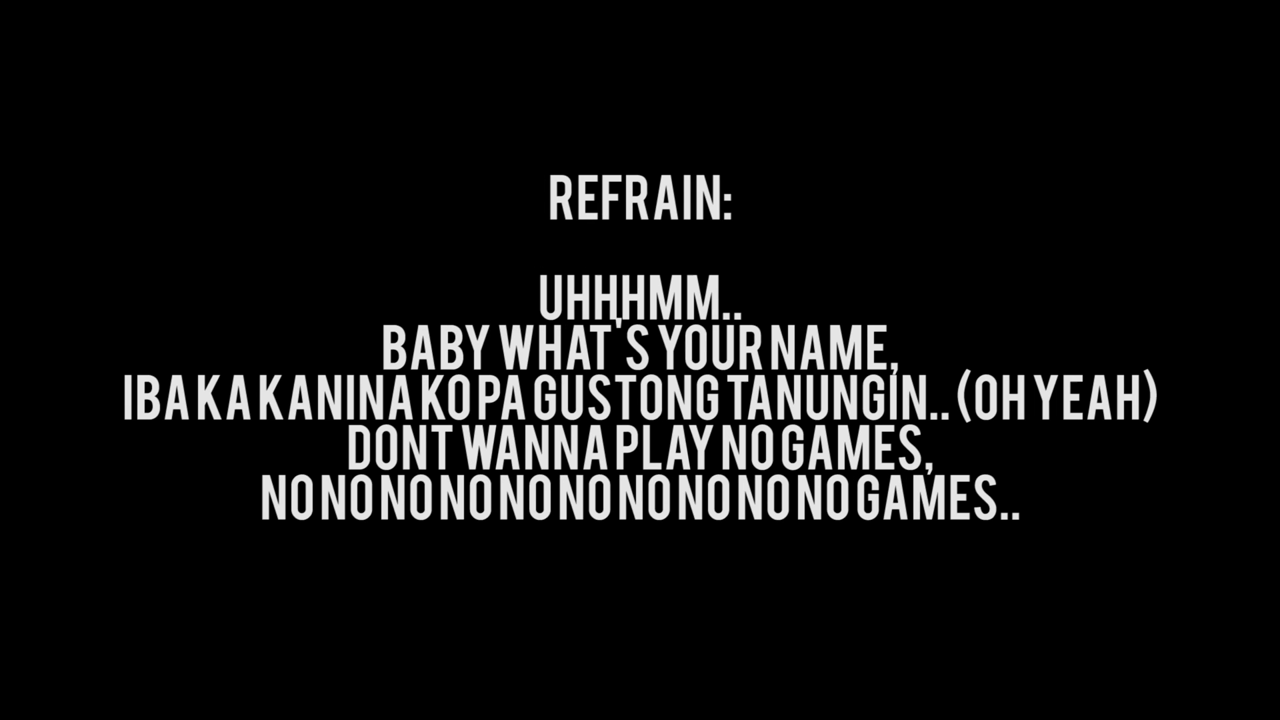 REFRAIN:
UHHHMM..
BABY WHAT'S YOUR NAME,
IBA KA KANINA KO PA GUSTONG TANUNGIN.. (OH YEAH)
DONT WANNA PLAY NO GAMES,
NO NO NO NO NO NO NO NO NO NO GAMES..